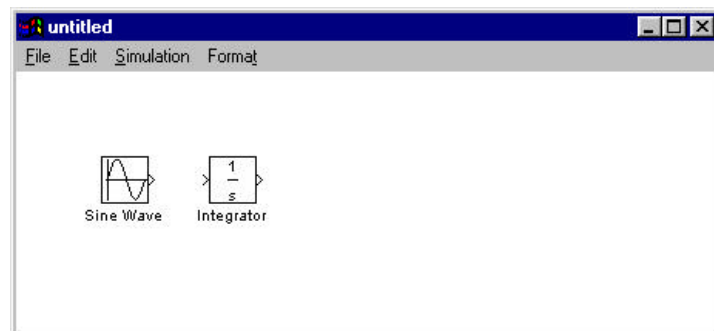 untitled
File Edit Simulation Format
1
s
Sine Wave Integrator